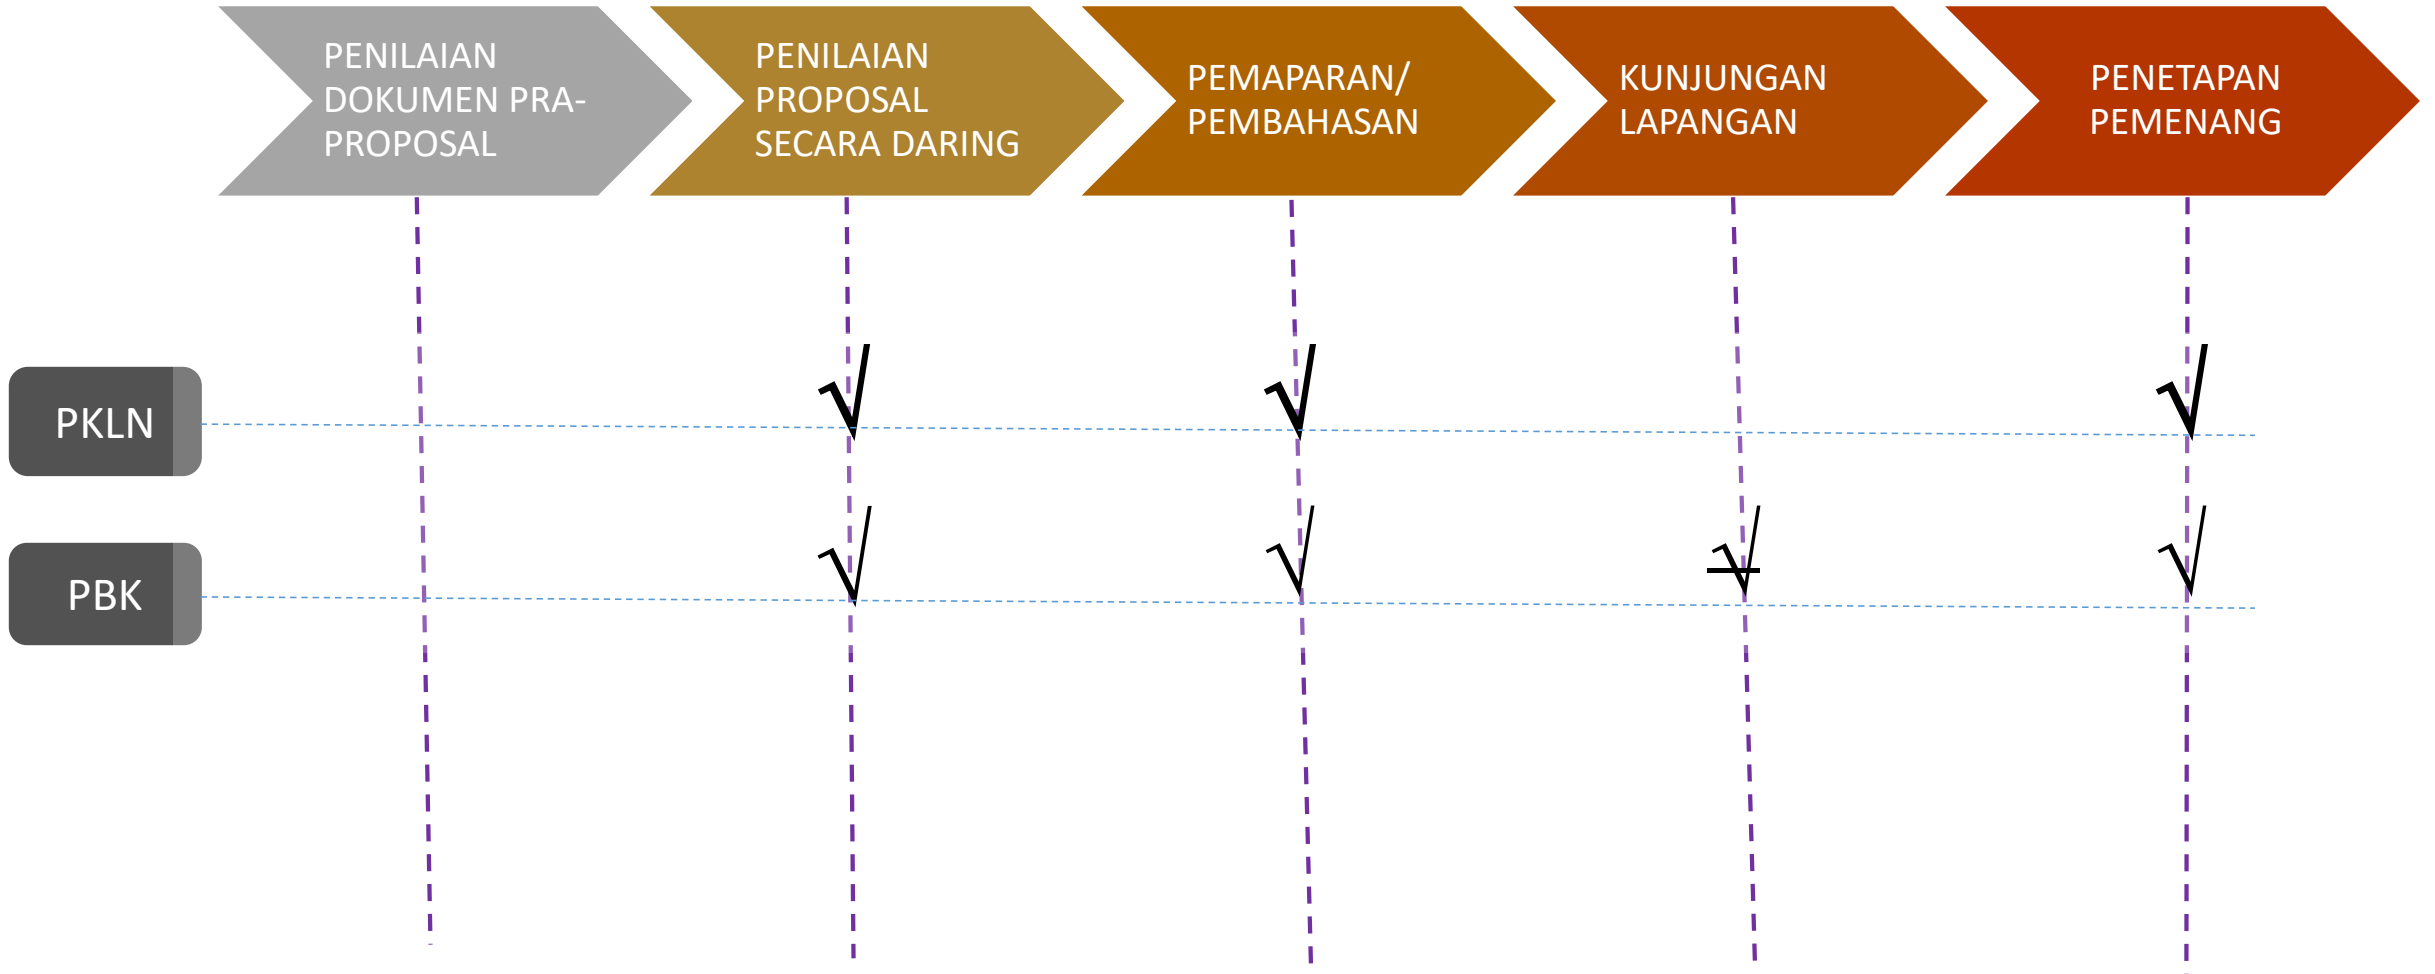 PENILAIAN
DOKUMEN PRA-
PROPOSAL
PENILAIAN
PROPOSAL
SECARA DARING
PEMAPARAN/
PEMBAHASAN
KUNJUNGAN
LAPANGAN
PENETAPAN
PEMENANG
PKLN
√ √ √
PBK
√ √ √ √